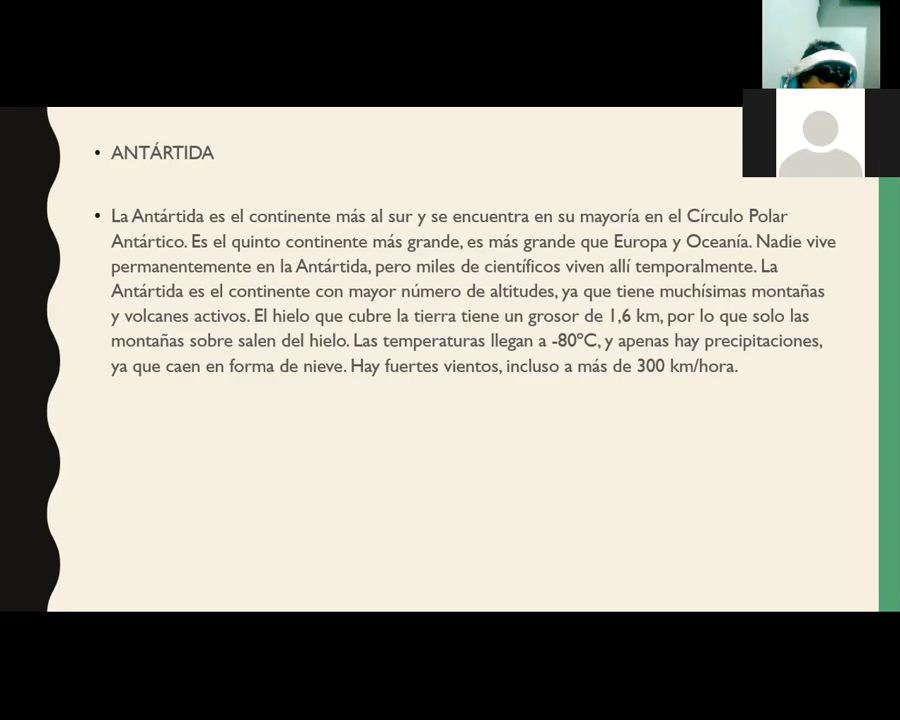 • ANTÁRTIDA
• La Antártida es el continente más al sur y se encuentra en su mayoría en el Círculo Polar
Antártico. Es el quinto continente más grande, es más grande que Europa y Oceanía. Nadie vive
permanentemente en la Antártida, pero miles de científicos viven allí temporalmente. La
Antártida es el continente con mayor número de altitudes, ya que tiene muchísimas montañas
y volcanes activos. El hielo que cubre la tierra tiene un grosor de 1,6 km, por lo que solo las
montañas sobre salen del hielo. Las temperaturas llegan a -80ºC, y apenas hay precipitaciones,
ya que caen en forma de nieve. Hay fuertes vientos, incluso a más de 300 km/hora.